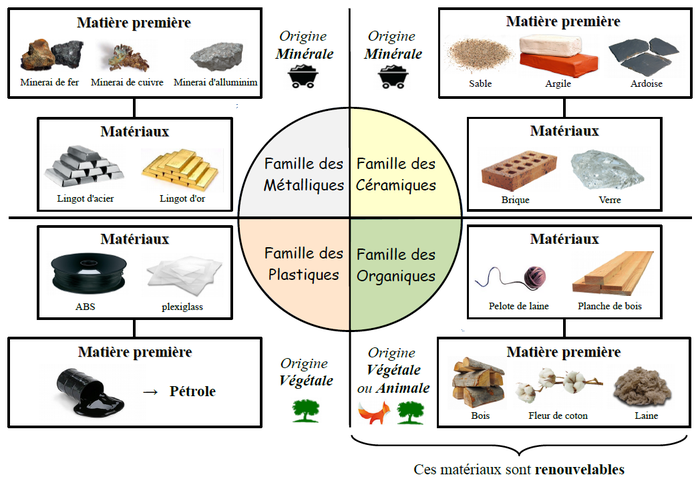 Matière première
Minerai de fer
Minerai de cuivre
Minerai d'alluminim
Origine
Minérale
Origine
Minérale
Matière première
Sable
Argile
Ardoise
Matériaux
Lingot d'acier
Lingot d'or
Famille des
Métalliques
Famille des
Céramiques
Matériaux
Brique
Verre
Matériaux
ABS
plexiglass
Famille des
Plastiques
Famille des
Organiques
Matériaux
Pelote de laine
Planche de bois
Matière première
→ Pétrole
Origine
Végétale
Origine
Végétale
ou Animale
Matière première
Bois
Fleur de coton
Laine
Ces matériaux sont renouvelables